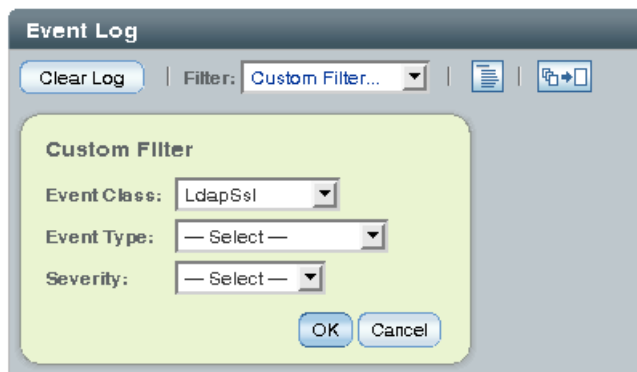 Event Log
Clear Log | Filter: Custom Filter... | |
Custom Filter
Event Class: LdapSsl
Event Type: — Select —
Severity: — Select —
OK Cancel